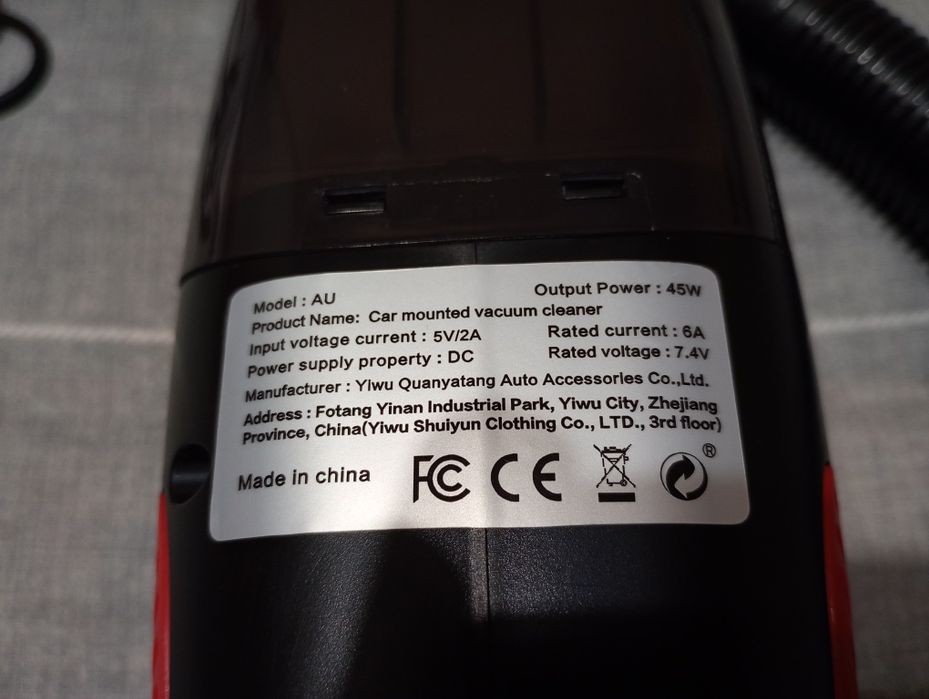 Model : AU
Output Power : 45W
Product Name: Car mounted vacuum cleaner
Input voltage current : 5V/2A
Rated current : 6A
Power supply property : DC
Rated voltage : 7.4V
Manufacturer : Yiwu Quanyatang Auto Accessories Co.,Ltd.
Address : Fotang Yinan Industrial Park, Yiwu City, Zhejiang
Province, China(Yiwu Shuiyun Clothing Co., LTD., 3rd floor)
Made in china
FC CE ®